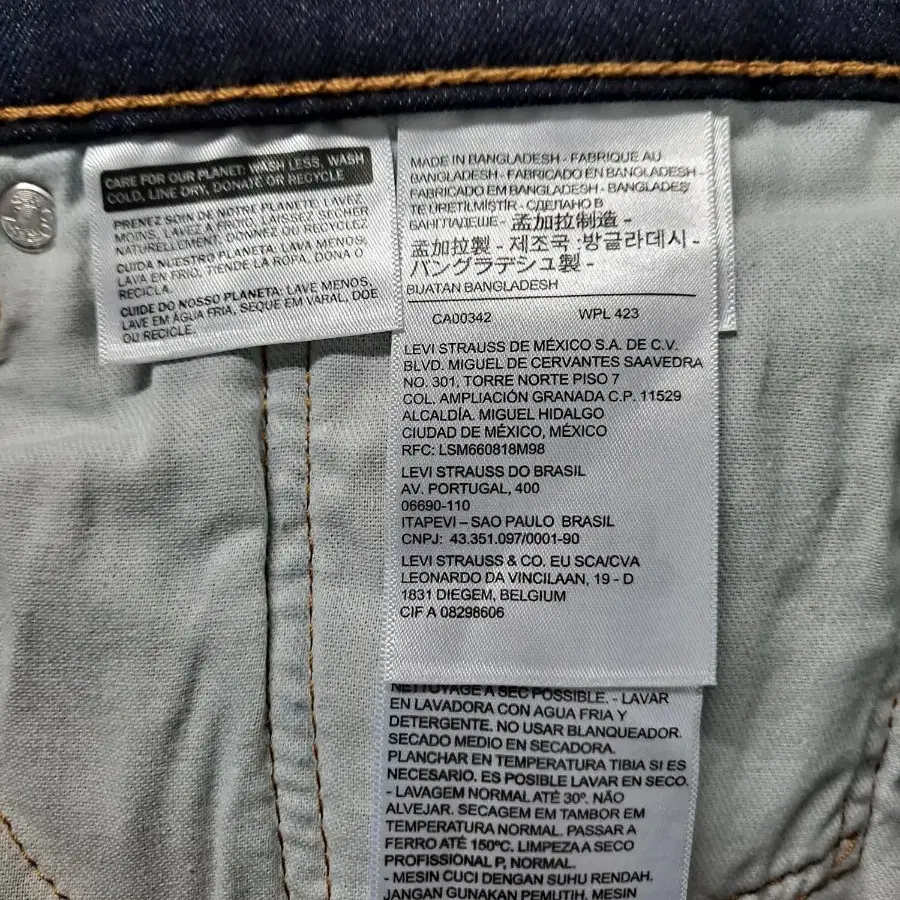 CARE FOR OUR PLANET: WASH LESS, WASH
COLD, LINE DRY, DONATE OR RECYCLE
PRENEZ SOIN DE NOTRE PLANETE: LAVEZ
MOINS, LAVEZ A FROID, LAISSEZ SECHER
NATURELLEMENT, DONNEZ OU RECYCLEZ
CUIDA NUESTRO PLANETA: LAVA MENOS,
LAVA EN FRIO, TIENDE LA ROPA, DONA O
RECICLA.
CUIDE DO NOSSO PLANETA: LAVE MENOS,
LAVE EM ÁGUA FRIA, SEQUE EM VARAL, DOE
OU RECICLE.
MADE IN BANGLADESH - FABRIQUE AU
BANGLADESH - FABRICADO EN BANGLADESH -
FABRICADO EM BANGLADESH - BANGLADEŞ'
TE ÜRETİLMİŞTİR - СДЕЛАНО В
БАНГЛАДЕШЕ - 孟加拉制造 -
孟加拉製 - 제조국 :방글라데시 -
バングラデシュ製 -
BUATAN BANGLADESH
CA00342 WPL 423
LEVI STRAUSS DE MÉXICO S.A. DE C.V.
BLVD. MIGUEL DE CERVANTES SAAVEDRA
NO. 301, TORRE NORTE PISO 7
COL. AMPLIACIÓN GRANADA C.P. 11529
ALCALDÍA. MIGUEL HIDALGO
CIUDAD DE MÉXICO, MÉXICO
RFC: LSM660818M98
LEVI STRAUSS DO BRASIL
AV. PORTUGAL, 400
06690-110
ITAPEVI – SAO PAULO BRASIL
CNPJ: 43.351.097/0001-90
LEVI STRAUSS & CO. EU SCA/CVA
LEONARDO DA VINCILAAN, 19 - D
1831 DIEGEM, BELGIUM
CIF A 08298606
NETTOYAGE A SEC POSSIBLE. - LAVAR
EN LAVADORA CON AGUA FRIA Y
DETERGENTE. NO USAR BLANQUEADOR.
SECADO MEDIO EN SECADORA.
PLANCHAR EN TEMPERATURA TIBIA SI ES
NECESARIO. ES POSIBLE LAVAR EN SECO.
- LAVAGEM NORMAL ATÉ 30º. NÃO
ALVEJAR. SECAGEM EM TAMBOR EM
TEMPERATURA NORMAL. PASSAR A
FERRO ATÉ 150ºC. LIMPEZA A SECO
PROFISSIONAL P, NORMAL.
- MESIN CUCI DENGAN SUHU RENDAH.
JANGAN GUNAKAN PEMUTIH. MESIN